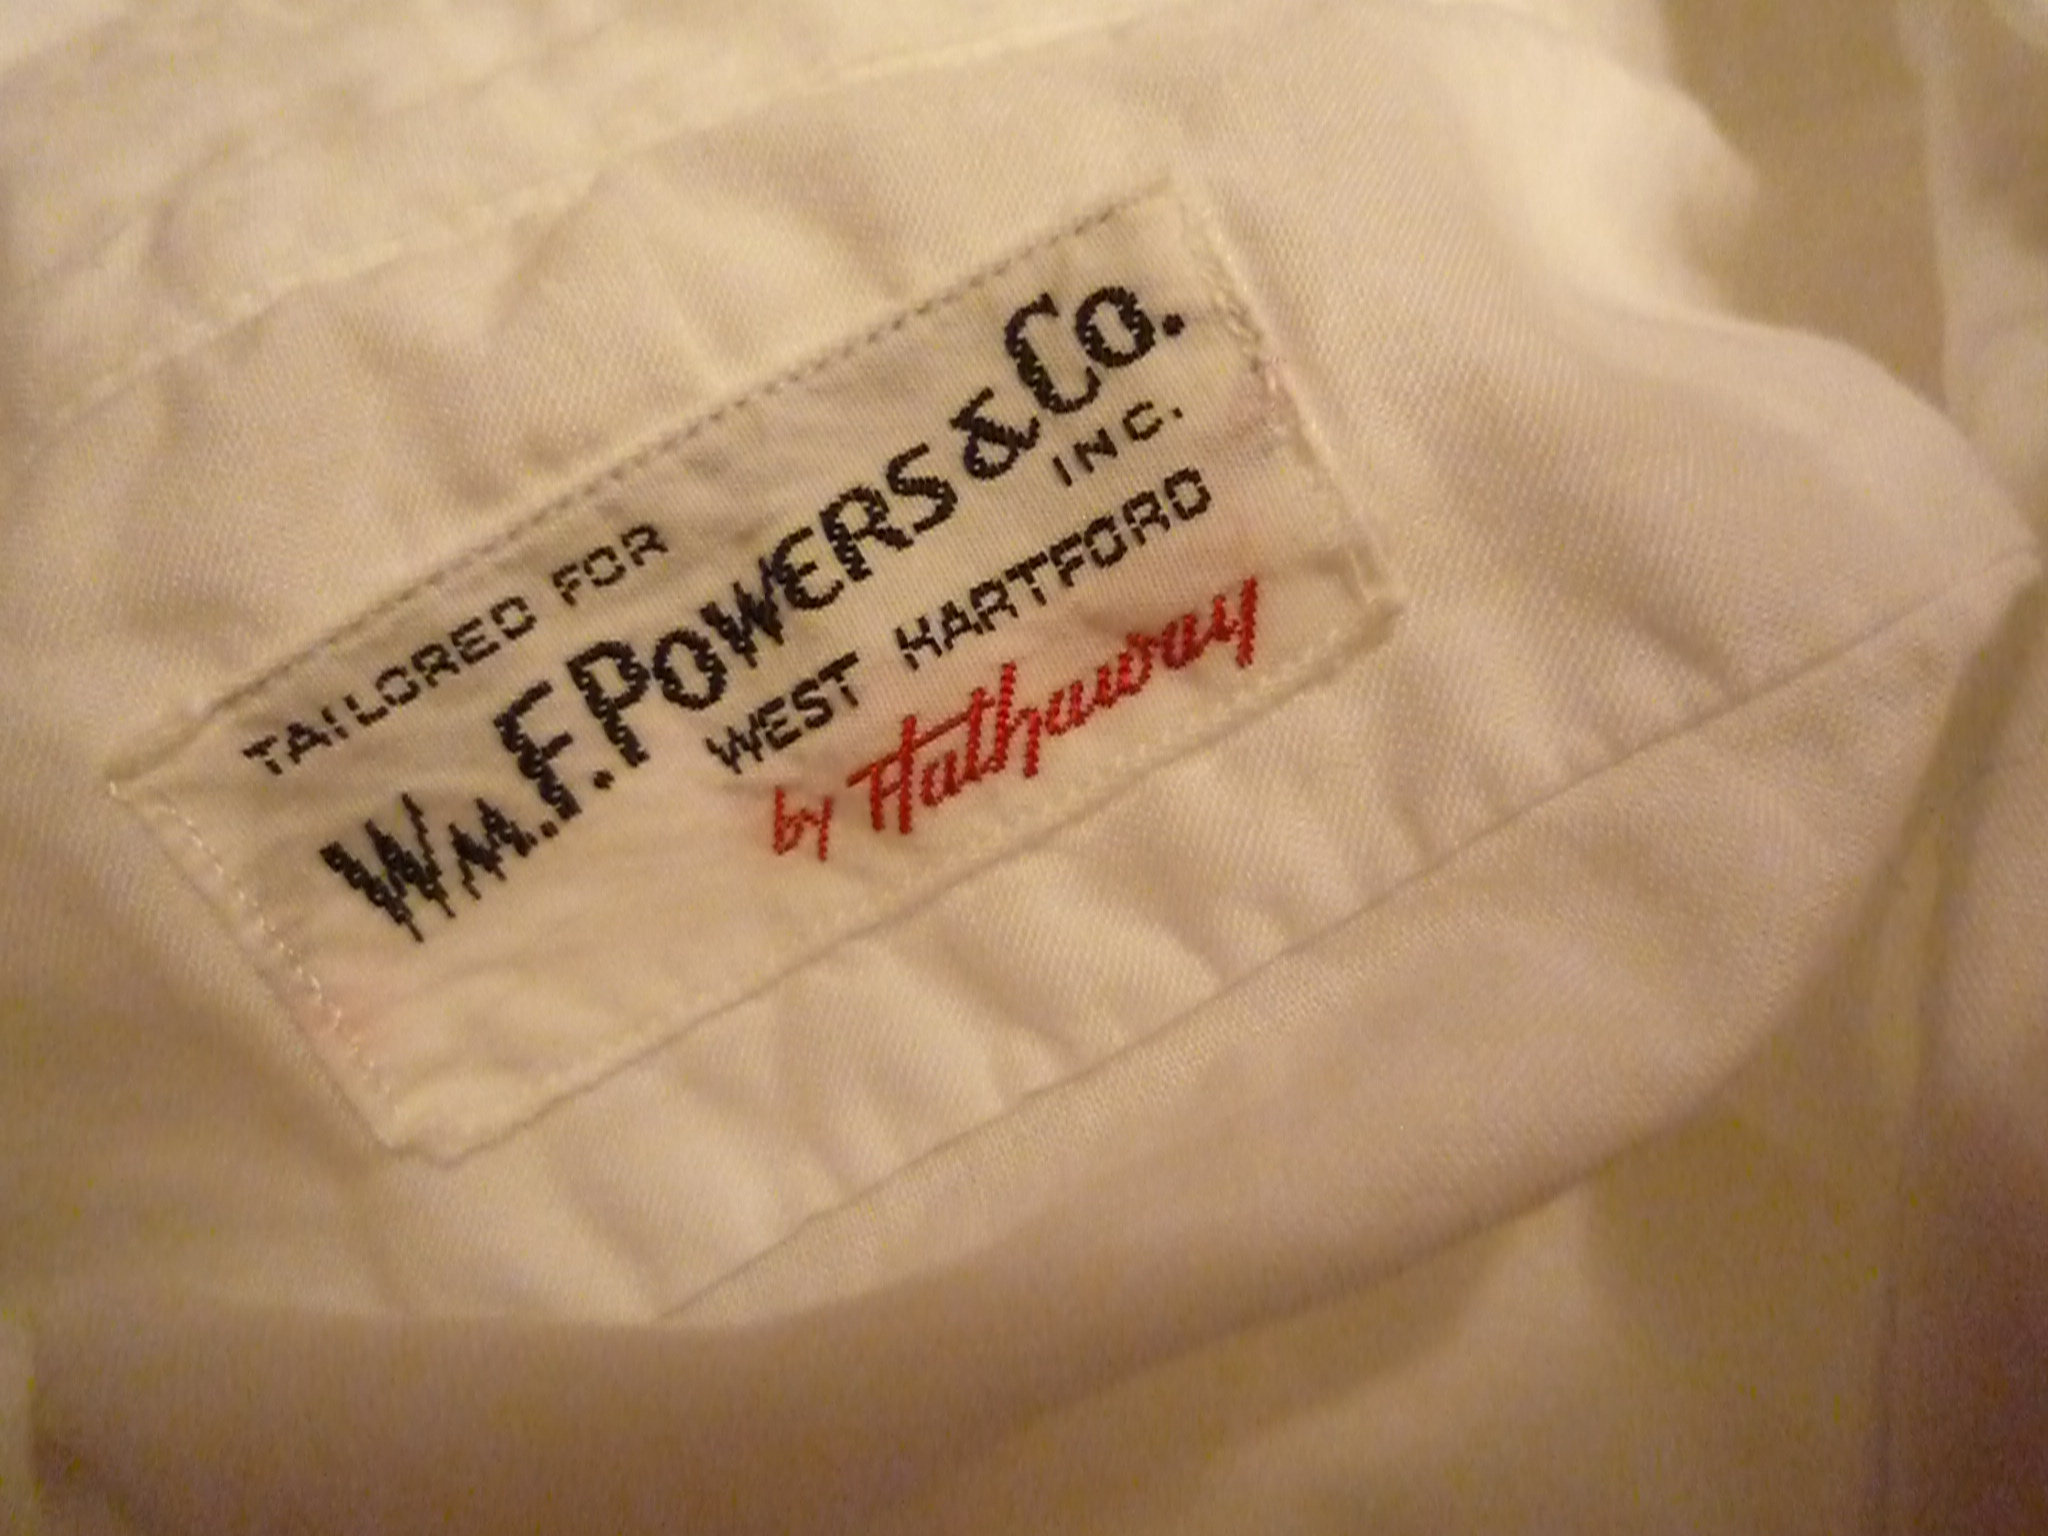 TAILORED FOR
WM. F. POWERS & CO.
INC.
WEST HARTFORD
by Hathaway